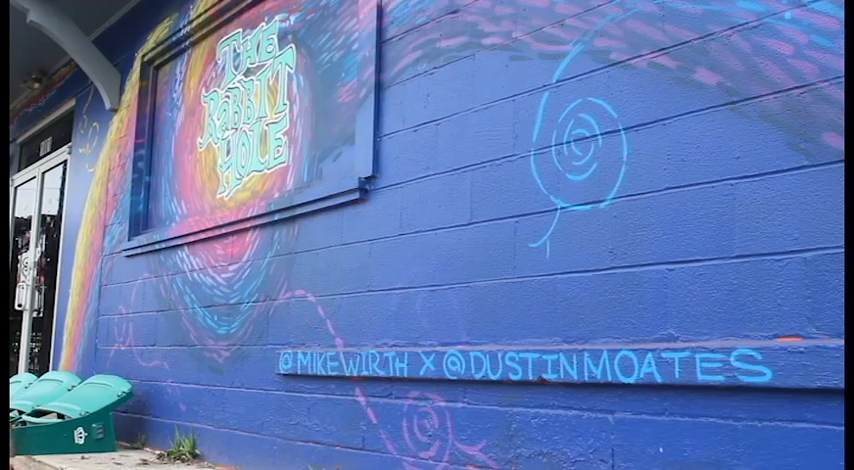 THE
RABBIT
HOLE
@MIKEWIRTH X @DUSTINMOATES